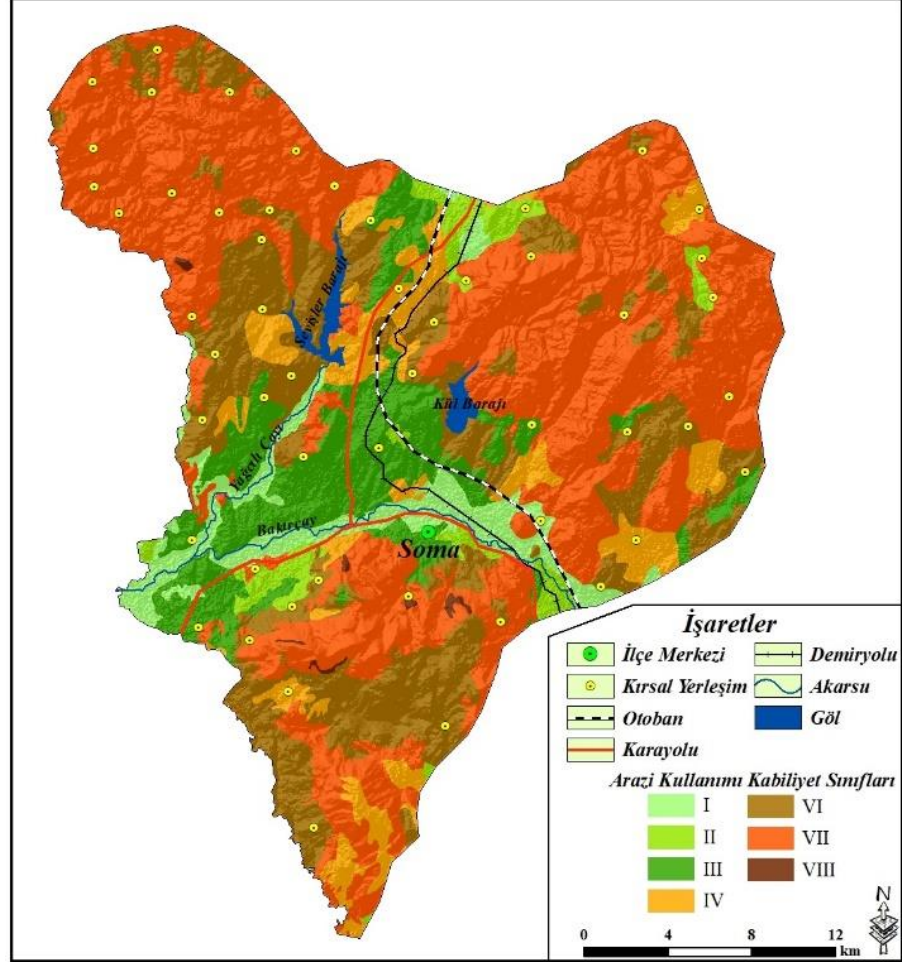 Sevişler Barajı
Kül Barajı
Yağcılı Çayı
Bakırçay
Soma
İşaretler
İlçe Merkezi
Demiryolu
Kırsal Yerleşim
Akarsu
Otoban
Göl
Karayolu
Arazi Kullanımı Kabiliyet Sınıfları
I
VI
II
VII
III
VIII
IV
N
0 4 8 12
km